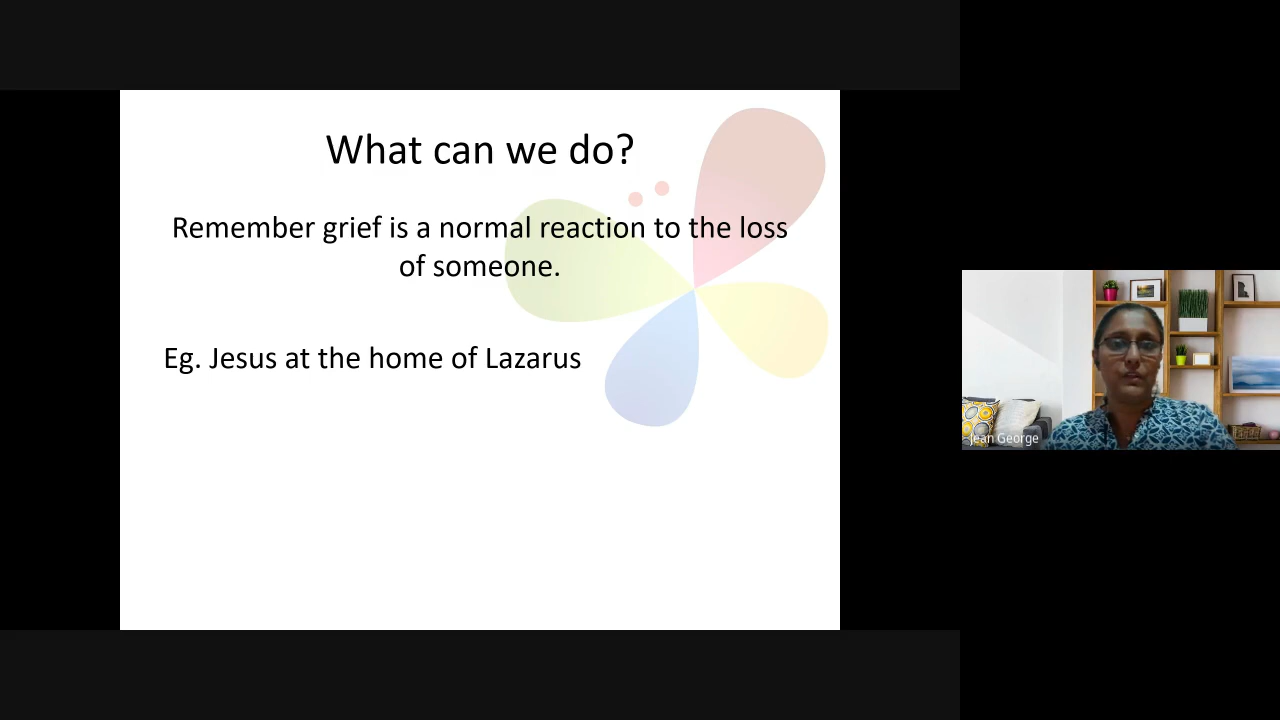 What can we do?
Remember grief is a normal reaction to the loss
of someone.
Eg. Jesus at the home of Lazarus
Jean George